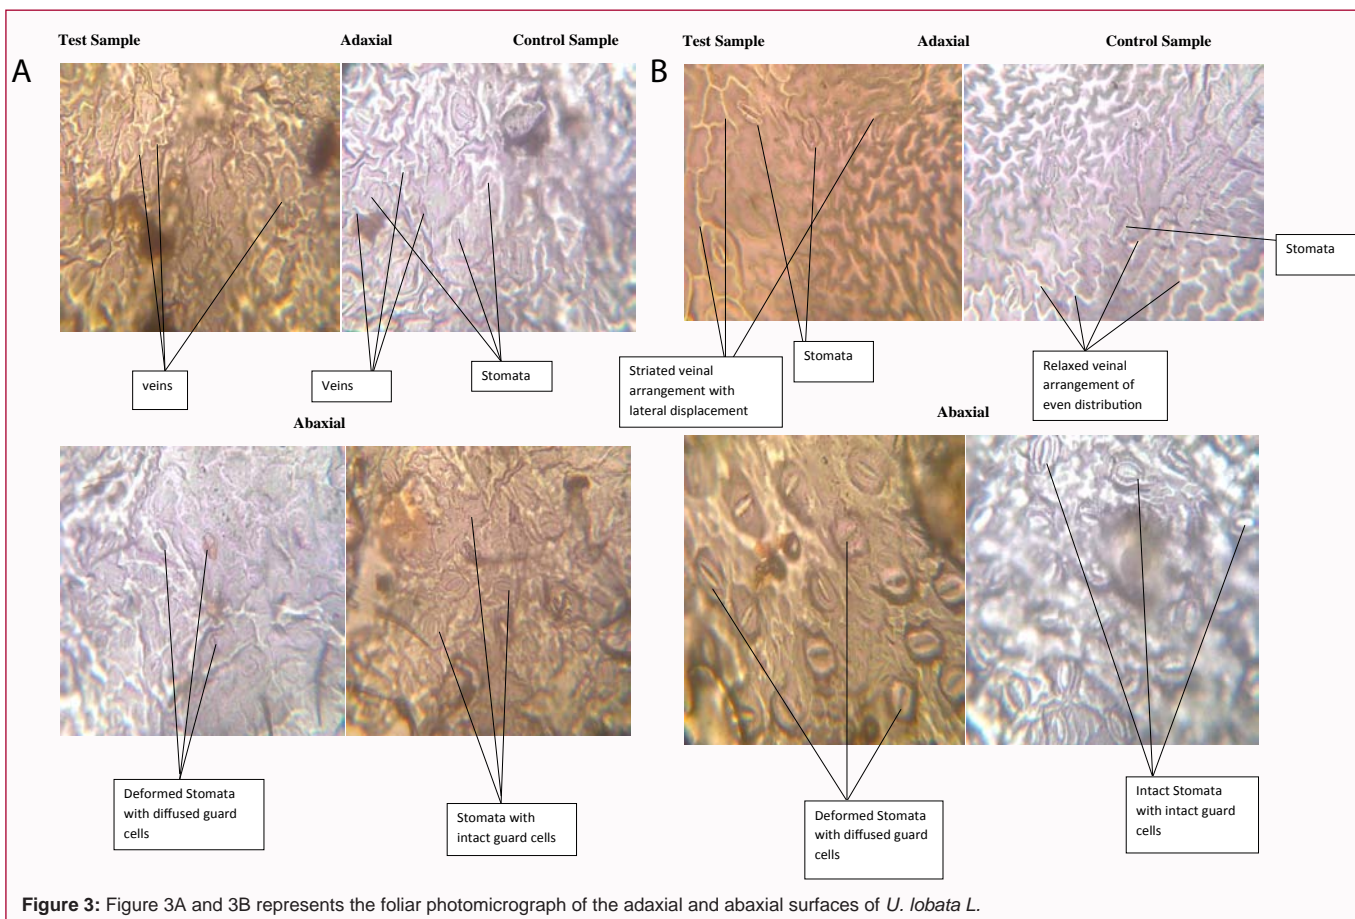 Test Sample Adaxial Control Sample
A
veins
Veins
Stomata
Abaxial
Deformed Stomata
with diffused guard
cells
Stomata with
intact guard cells
Test Sample Adaxial Control Sample
B
Striated veinal
arrangement with
lateral displacement
Stomata
Stomata
Relaxed veinal
arrangement of
even distribution
Abaxial
Deformed Stomata
with diffused guard
cells
Intact Stomata
with intact guard
cells
Figure 3: Figure 3A and 3B represents the foliar photomicrograph of the adaxial and abaxial surfaces of U. lobata L.